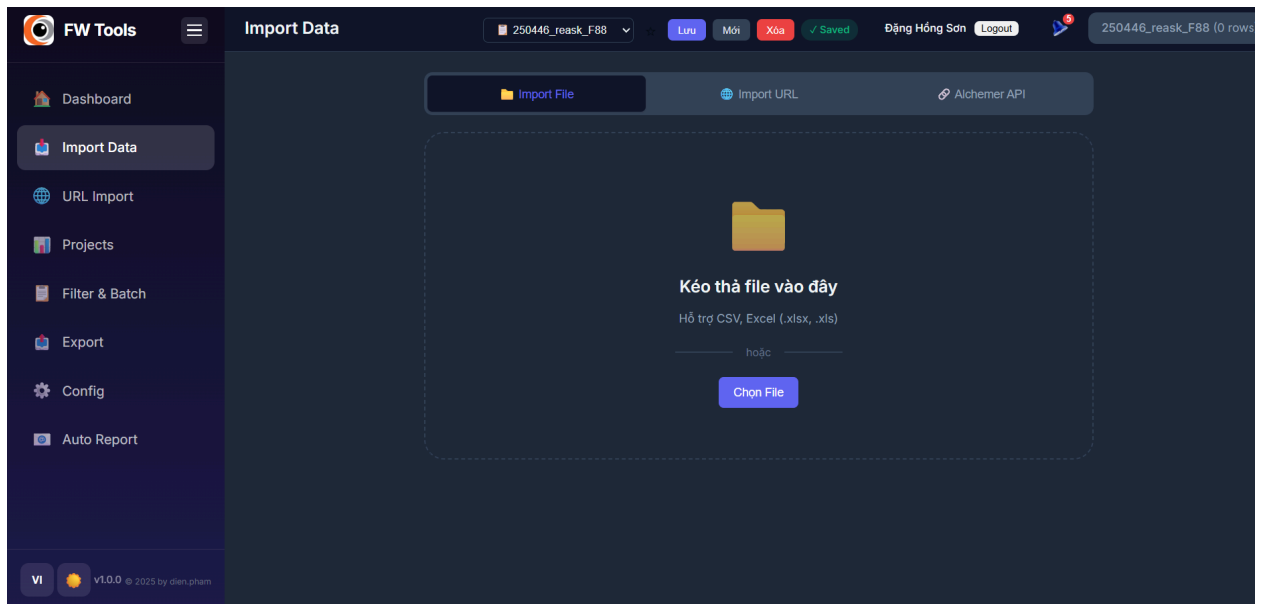 FW Tools
Import Data
250446_reask_F88
Lưu
Mới
Xóa
✓ Saved
Đặng Hồng Sơn
Logout
5
250446_reask_F88 (0 rows
Dashboard
Import Data
URL Import
Projects
Filter & Batch
Export
Config
Auto Report
Import File
Import URL
Alchemer API
Kéo thả file vào đây
Hỗ trợ CSV, Excel (.xlsx, .xls)
hoặc
Chọn File
VI
v1.0.0 © 2025 by dien.pham